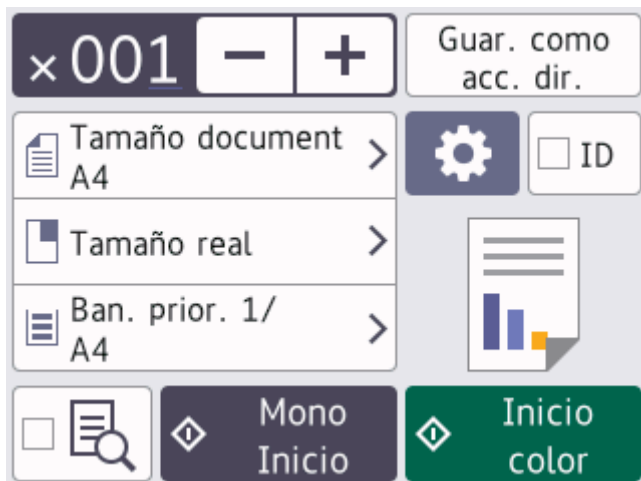 ×001 − +
Guar. como
acc. dir.
Tamaño document
A4
ID
Tamaño real
Ban. prior. 1/
A4
Mono
Inicio
Inicio
color